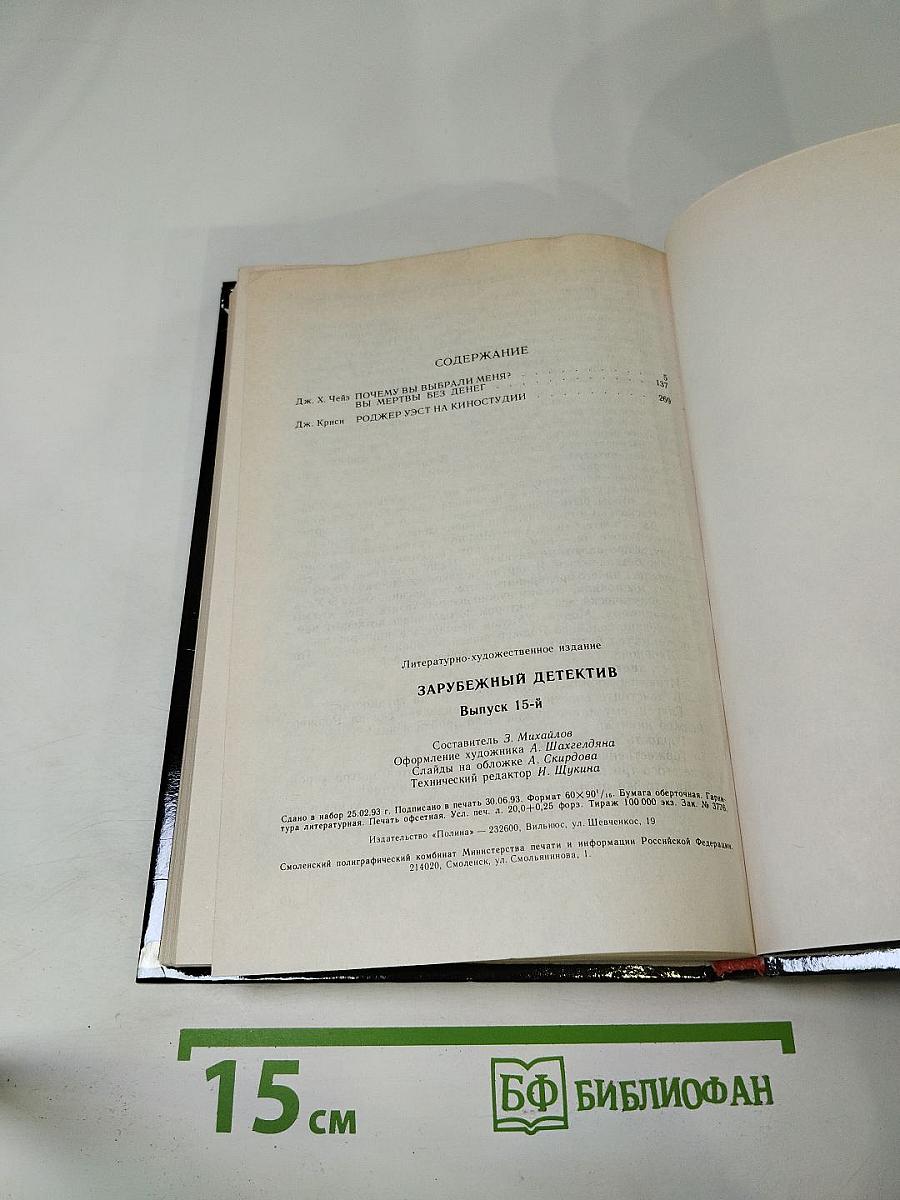 СОДЕРЖАНИЕ
Дж. Х. Чейз ПОЧЕМУ ВЫ ВЫБРАЛИ МЕНЯ? . . . . . . . . . . 5
ВЫ МЕРТВЫ БЕЗ ДЕНЕГ . . . . . . . . . . 137
Дж. Криси РОДЖЕР УЭСТ НА КИНОСТУДИИ . . . . . . . . . . 269
Литературно-художественное издание
ЗАРУБЕЖНЫЙ ДЕТЕКТИВ
Выпуск 15-й
Составитель З. Михайлов
Оформление художника А. Шахгелдяна
Слайды на обложке А. Скирдова
Технический редактор И. Щукина
Сдано в набор 25.02.93 г. Подписано в печать 30.06.93. Формат 60×90¹/₁₆. Бумага оберточная. Гарни-
тура литературная. Печать офсетная. Усл. печ. л. 20,0+0,25 форз. Тираж 100 000 экз. Зак. № 3776.
Издательство «Полина» — 232600, Вильнюс, ул. Шевченкос, 19
Смоленский полиграфический комбинат Министерства печати и информации Российской Федерации.
214020, Смоленск, ул. Смольянинова, 1.
15 см
БФ БИБЛИОФАН